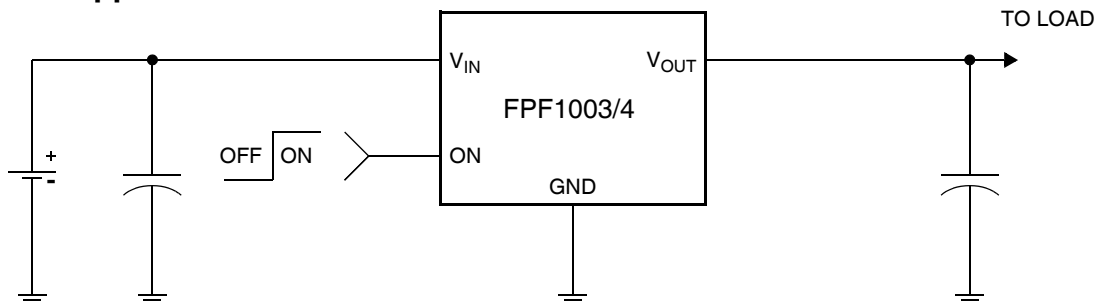 TO LOAD
VIN
VOUT
FPF1003/4
OFF ON
ON
GND
+
-